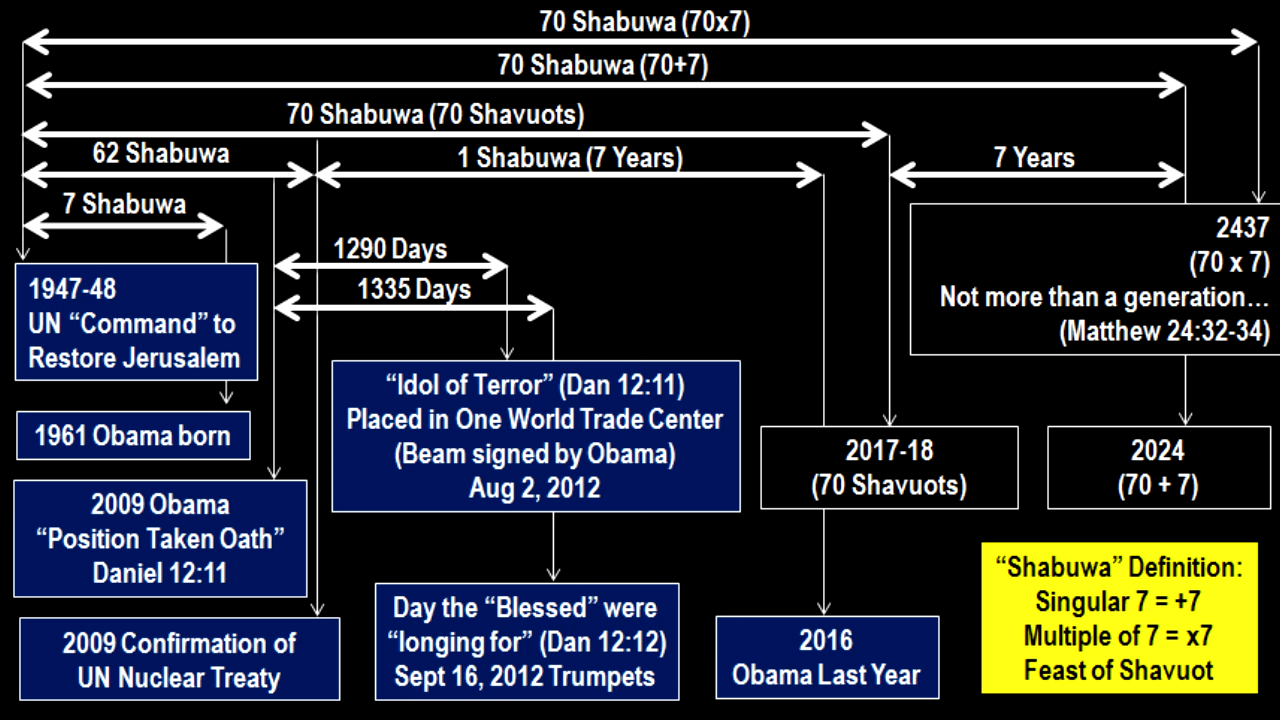 70 Shabuwa (70x7)
70 Shabuwa (70+7)
70 Shabuwa (70 Shavuots)
62 Shabuwa
1 Shabuwa (7 Years)
7 Years
7 Shabuwa
1290 Days
1335 Days
1947-48
UN “Command” to
Restore Jerusalem
1961 Obama born
2009 Obama
“Position Taken Oath”
Daniel 12:11
2009 Confirmation of
UN Nuclear Treaty
“Idol of Terror” (Dan 12:11)
Placed in One World Trade Center
(Beam signed by Obama)
Aug 2, 2012
Day the “Blessed” were
“longing for” (Dan 12:12)
Sept 16, 2012 Trumpets
2016
Obama Last Year
2017-18
(70 Shavuots)
2437
(70 x 7)
Not more than a generation…
(Matthew 24:32-34)
2024
(70 + 7)
“Shabuwa” Definition:
Singular 7 = +7
Multiple of 7 = x7
Feast of Shavuot